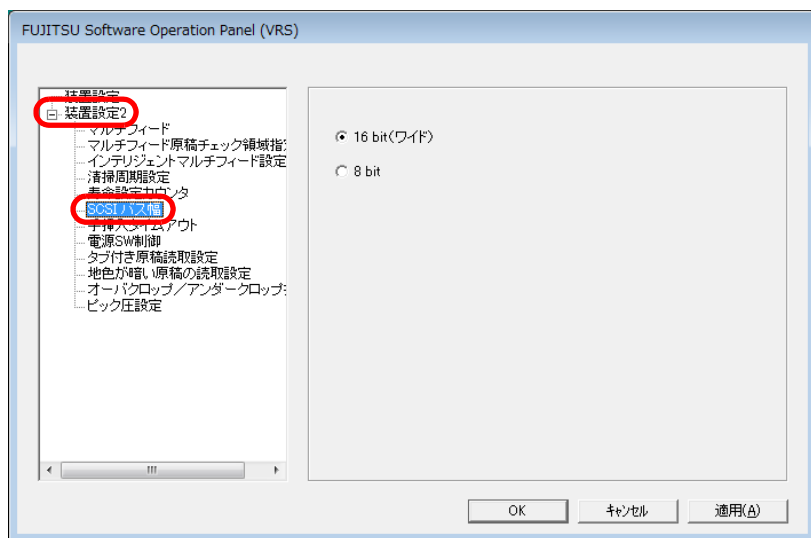 FUJITSU Software Operation Panel (VRS)
装置設定
装置設定2
マルチフィード
マルチフィード原稿チェック領域指
インテリジェントマルチフィード設定
清掃周期設定
寿命設定カウンタ
SCSI バス幅
手挿入タイムアウト
電源SW制御
タブ付き原稿読取設定
地色が暗い原稿の読取設定
オーバクロップ/アンダークロップ
ピック圧設定
16 bit(ワイド)
8 bit
OK
キャンセル
適用(A)